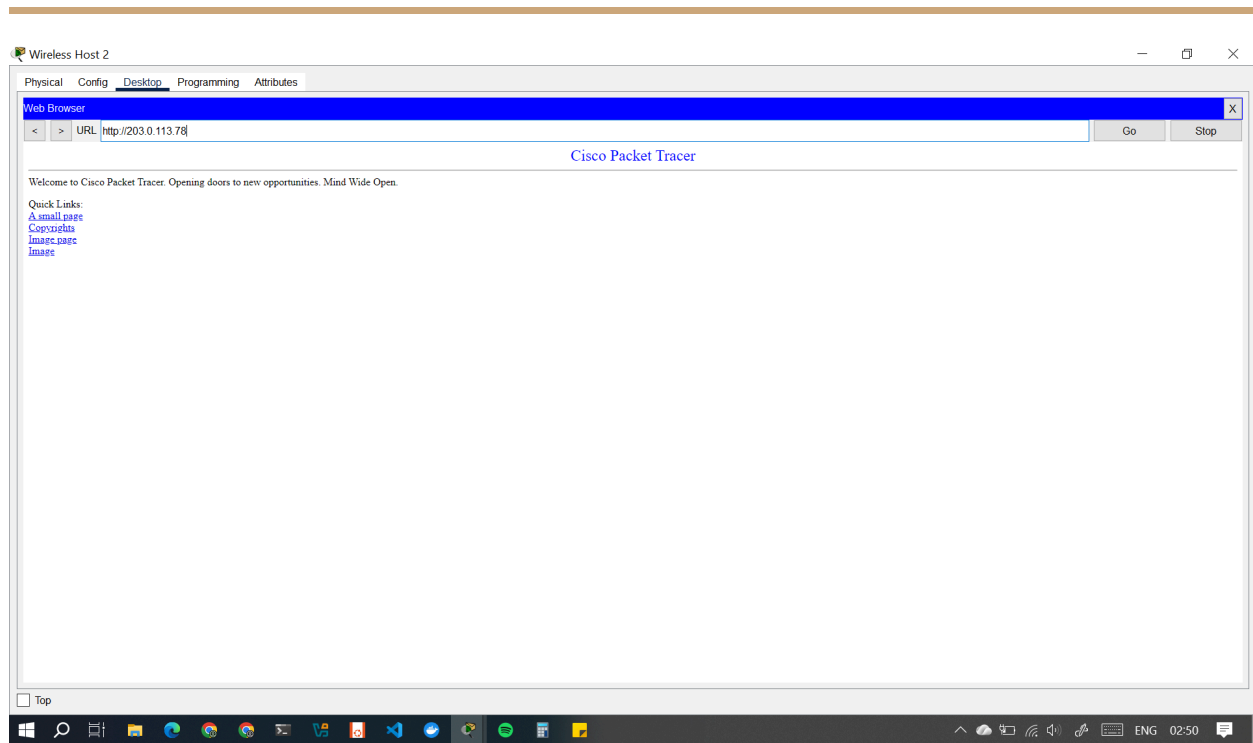 Wireless Host 2
Physical Config Desktop Programming Attributes
Web Browser
X
< > URL http://203.0.113.78 Go Stop
Cisco Packet Tracer
Welcome to Cisco Packet Tracer. Opening doors to new opportunities. Mind Wide Open.
Quick Links:
A small page
Copyrights
Image page
Image
Top
ENG 02:50